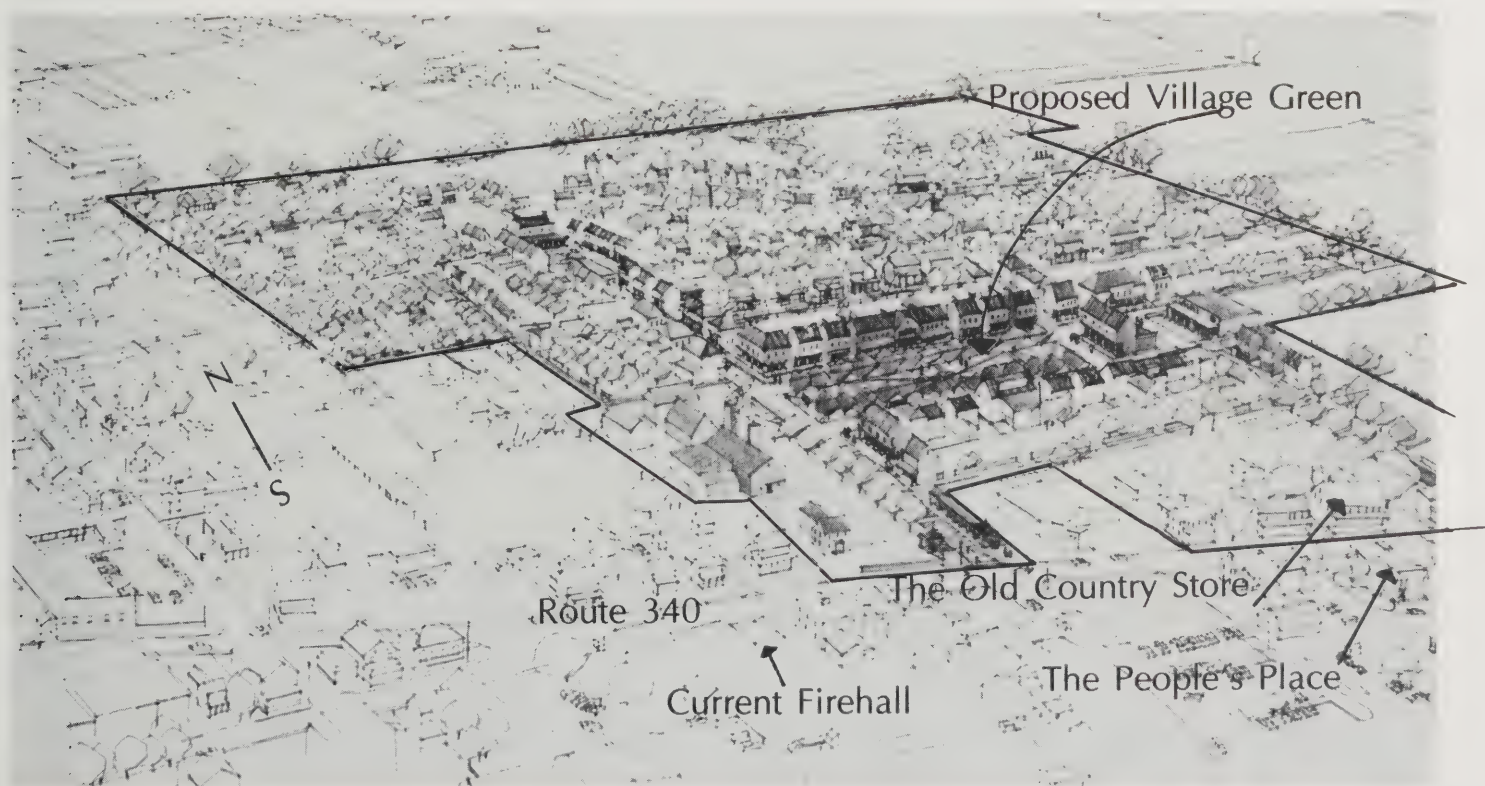 Proposed Village Green
N
S
The Old Country Store
Route 340
The People's Place
Current Firehall